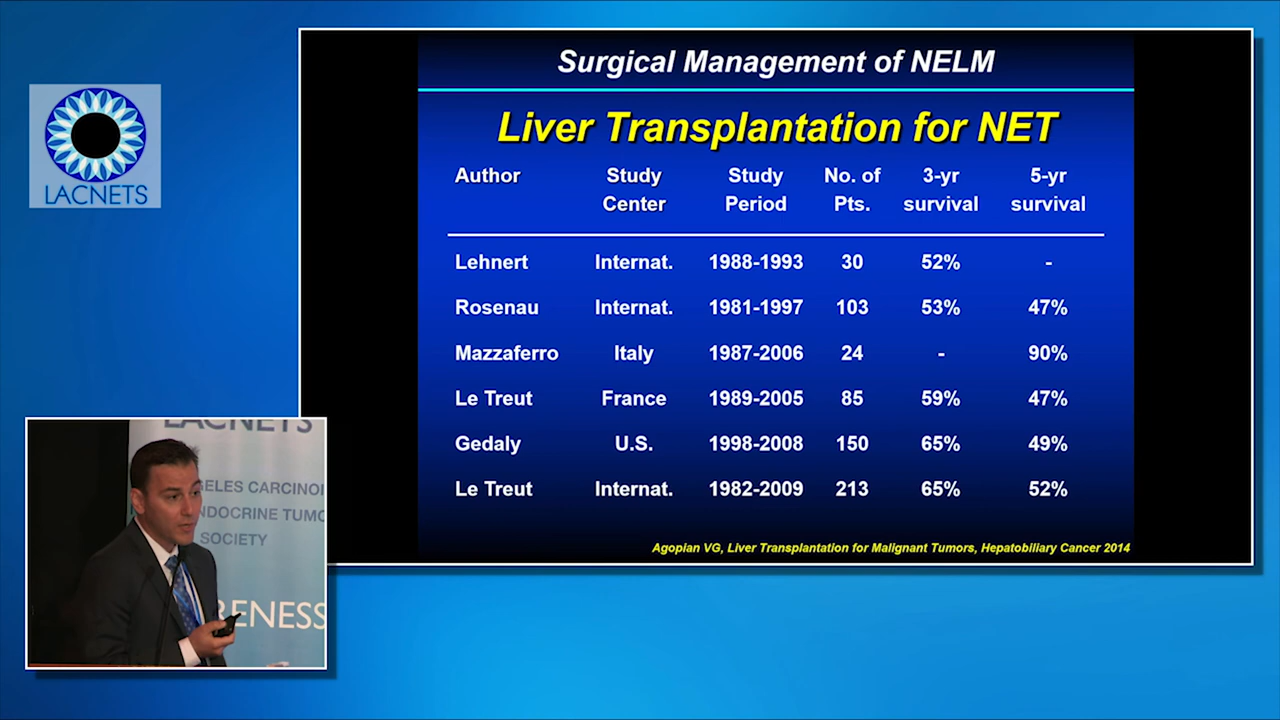 Surgical Management of NELM
Liver Transplantation for NET
Author Study Center Study Period No. of Pts. 3-yr survival 5-yr survival
Lehnert Internat. 1988-1993 30 52% -
Rosenau Internat. 1981-1997 103 53% 47%
Mazzaferro Italy 1987-2006 24 - 90%
Le Treut France 1989-2005 85 59% 47%
Gedaly U.S. 1998-2008 150 65% 49%
Le Treut Internat. 1982-2009 213 65% 52%
Agopian VG, Liver Transplantation for Malignant Tumors, Hepatobiliary Cancer 2014
LACNETS
LACNETS
GELES CARCINOI
NDOCRINE TUMO
SOCIETY
RENESS